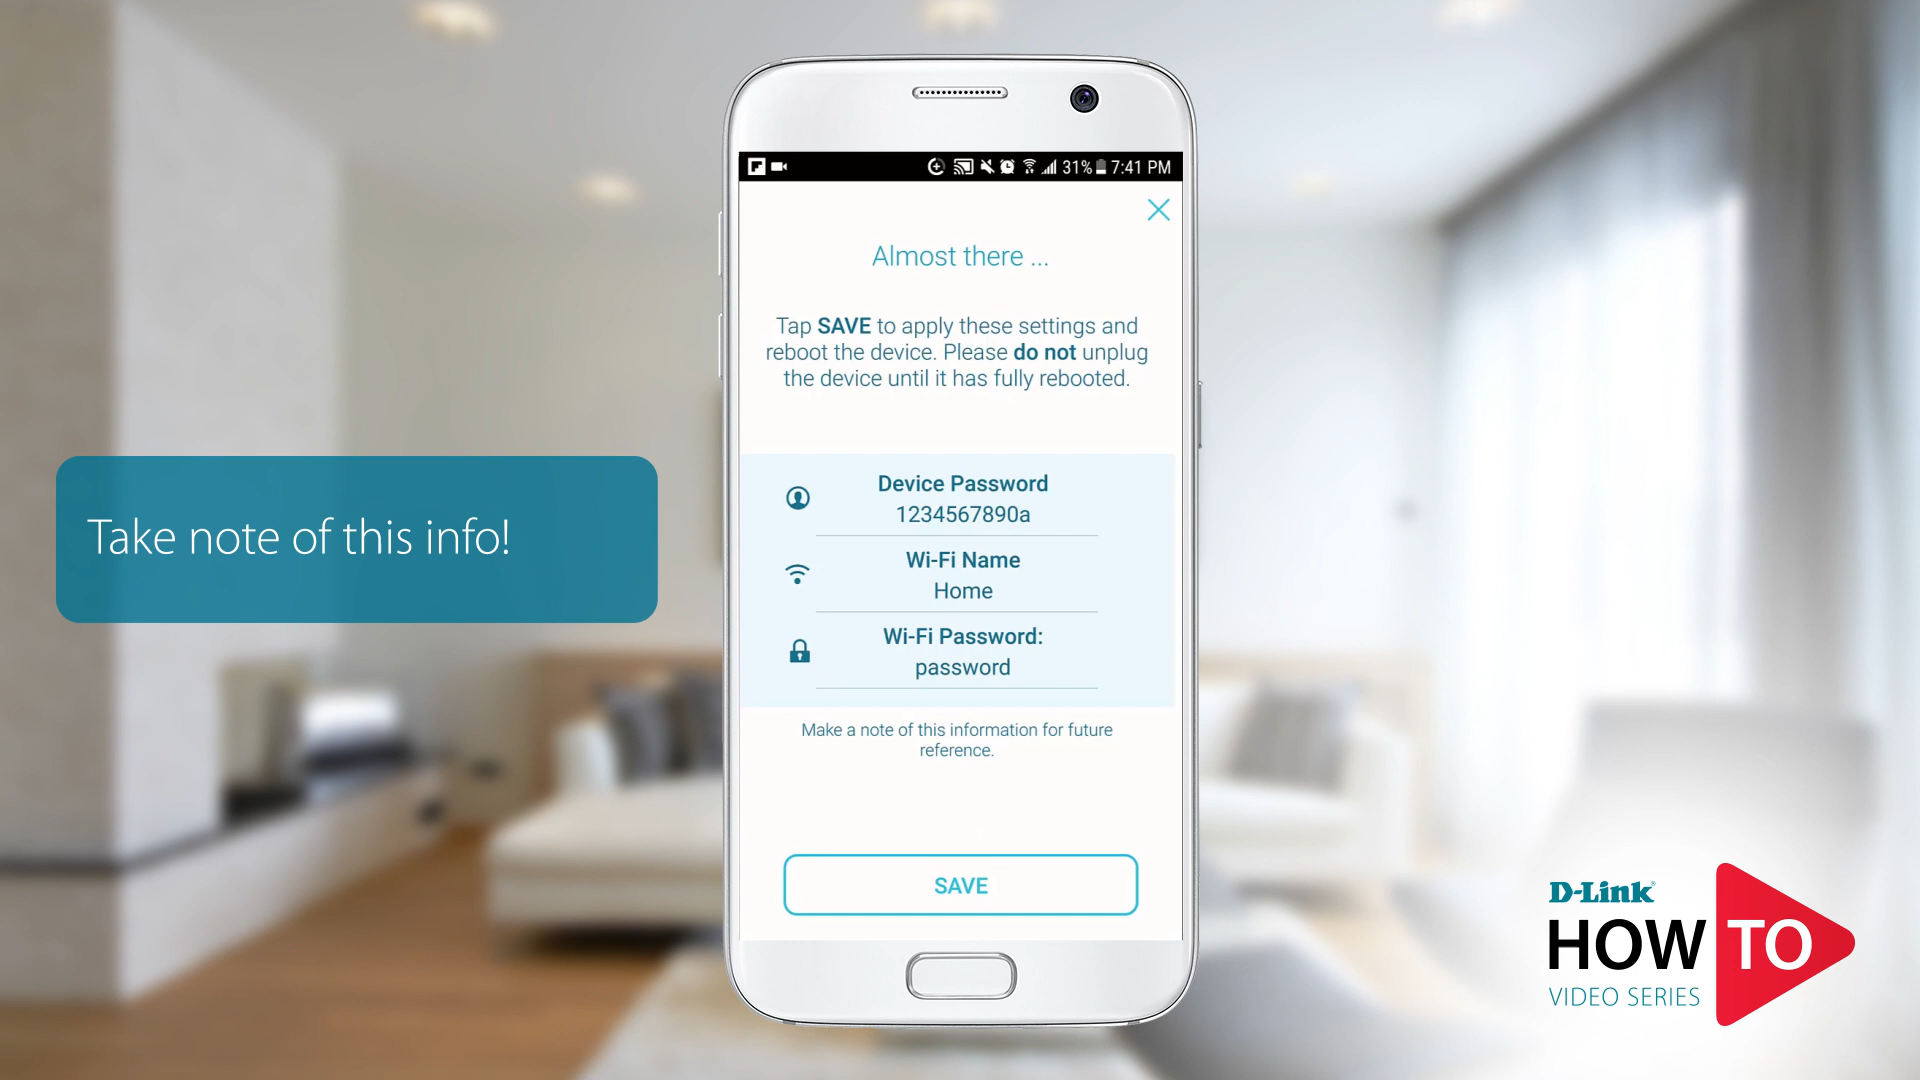 31% 7:41 PM
Almost there ...
Tap SAVE to apply these settings and
reboot the device. Please do not unplug
the device until it has fully rebooted.
Take note of this info!
Device Password
1234567890a
Wi-Fi Name
Home
Wi-Fi Password:
password
Make a note of this information for future
reference.
SAVE
D-Link®
HOW TO
VIDEO SERIES